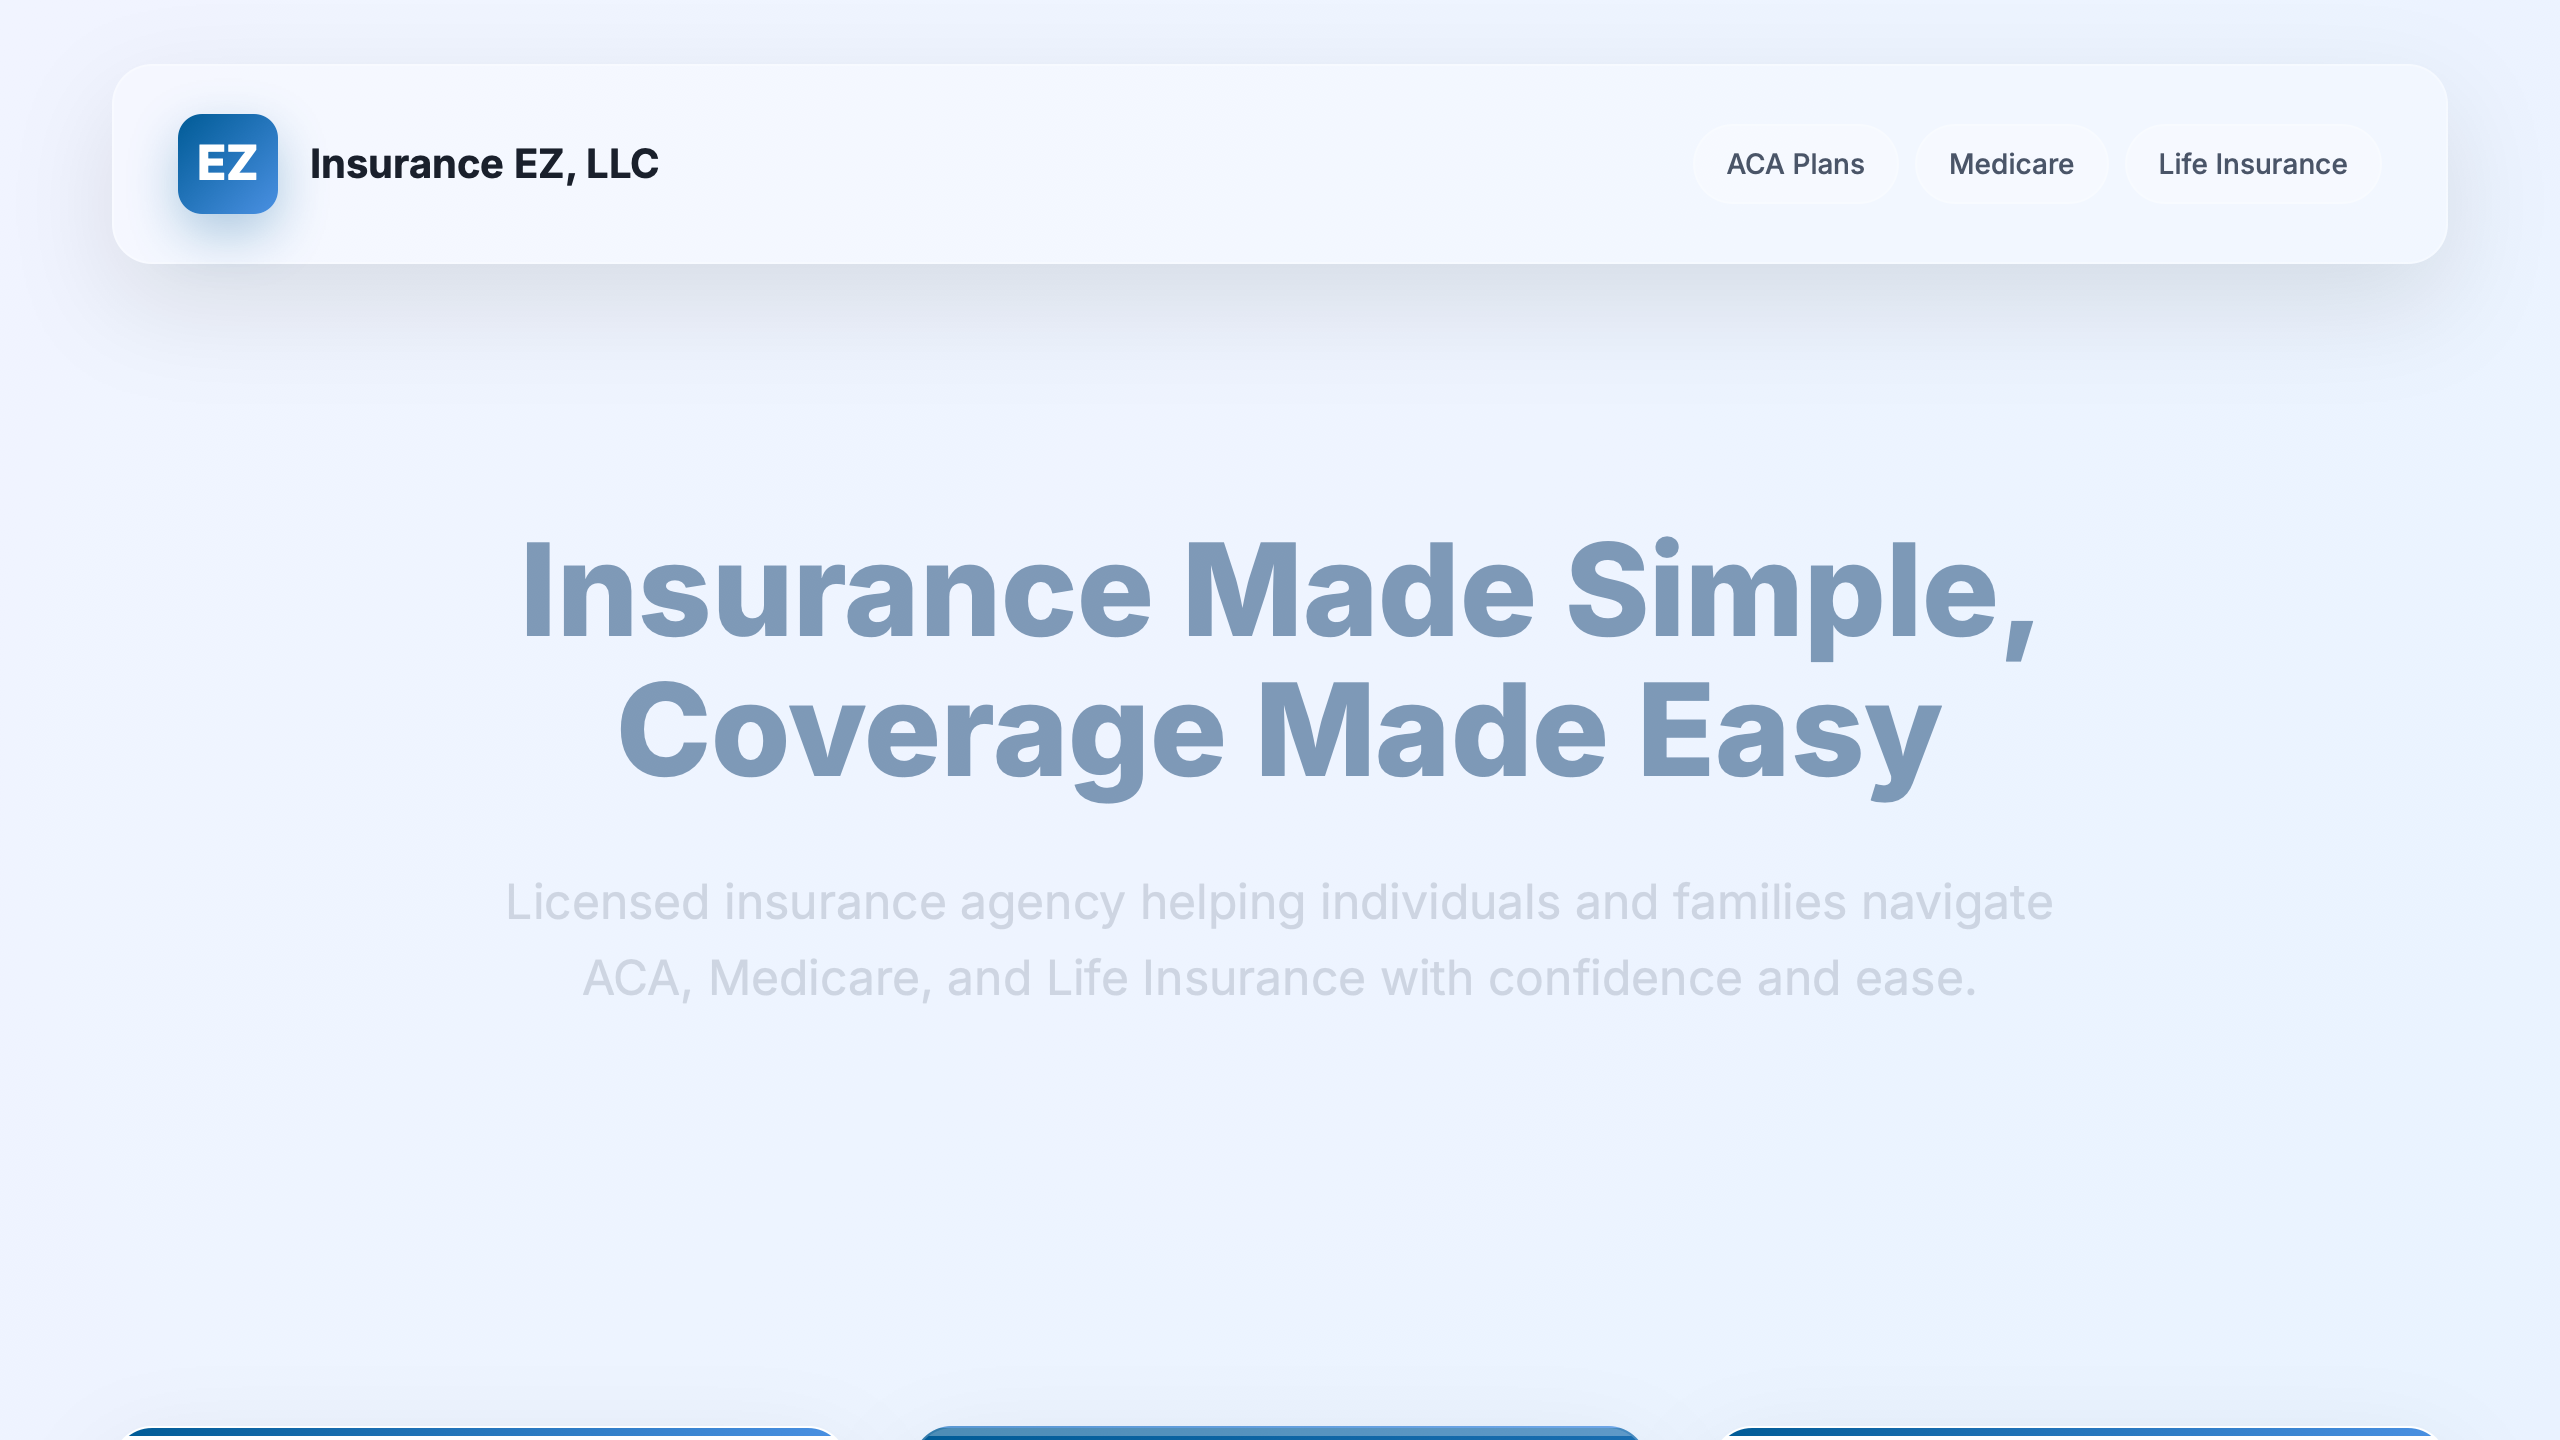 EZ
Insurance EZ, LLC
ACA Plans
Medicare
Life Insurance
Insurance Made Simple,
Coverage Made Easy
Licensed insurance agency helping individuals and families navigate
ACA, Medicare, and Life Insurance with confidence and ease.